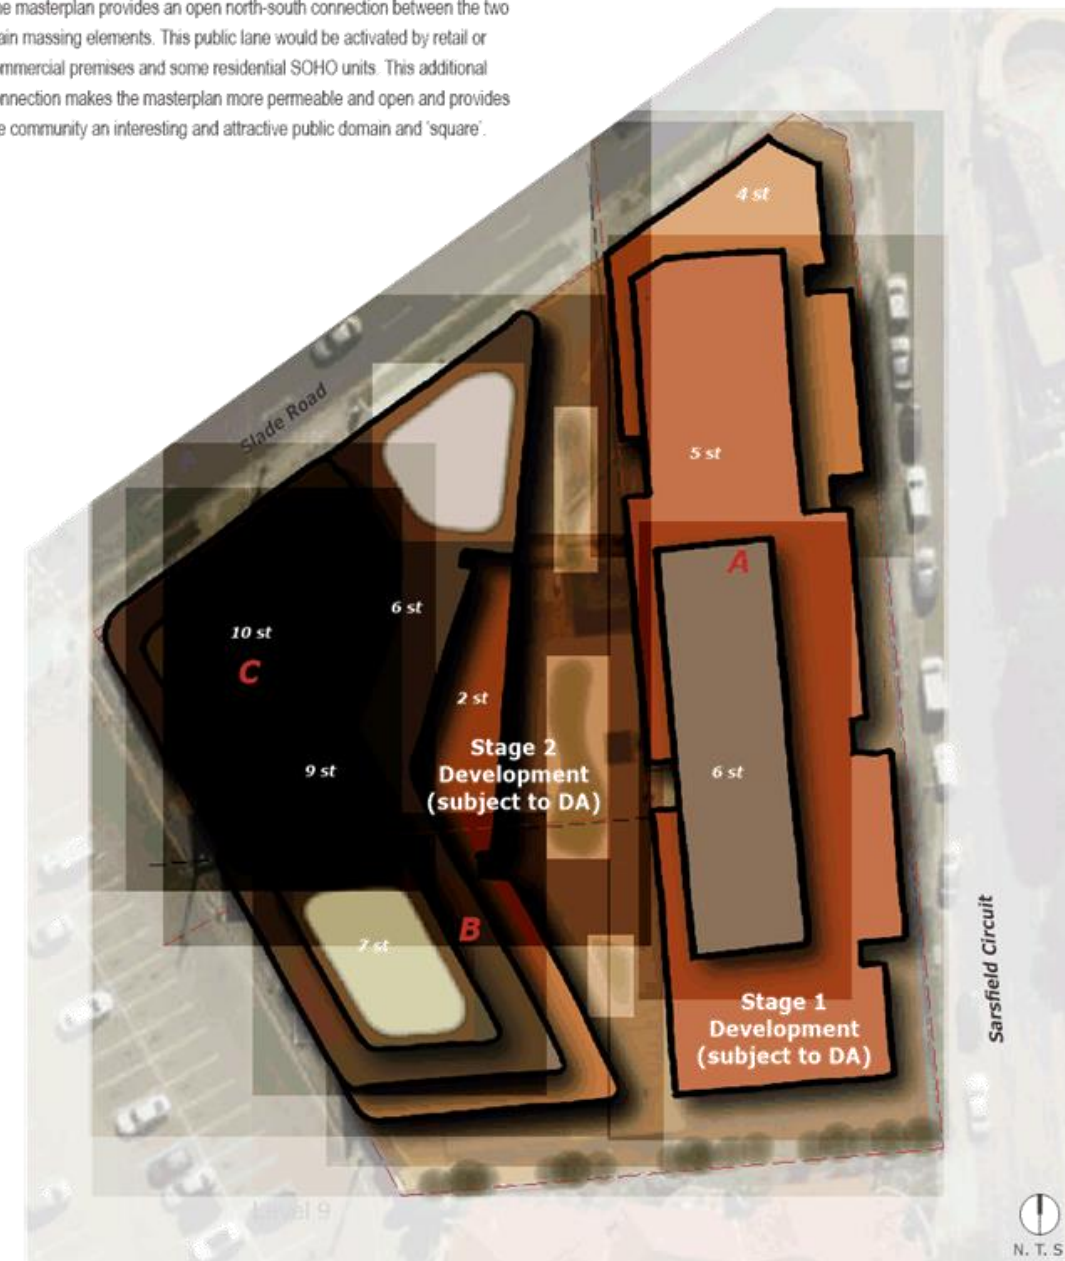 he masterplan provides an open north-south connection between the two
ain massing elements. This public lane would be activated by retail or
mmercial premises and some residential SOHO units. This additional
nnection makes the masterplan more permeable and open and provides
e community an interesting and attractive public domain and 'square'.
4 st
Slade Road
5 st
A
6 st
10 st
C
2 st
Stage 2
Development
(subject to DA)
9 st
6 st
B
7 st
Sarsfield Circuit
Stage 1
Development
(subject to DA)
Level 9
N. T. S